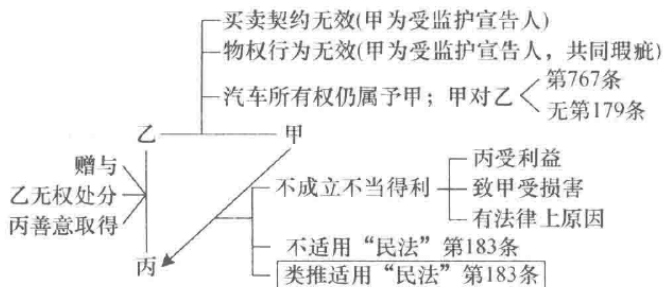 买卖契约无效(甲为受监护宣告人)
物权行为无效(甲为受监护宣告人，共同瑕疵)
汽车所有权仍属予甲；甲对乙
第767条
无第179条
乙
甲
赠与
乙无权处分
丙善意取得
不成立不当得利
丙受利益
致甲受损害
有法律上原因
不适用“民法”第183条
丙
类推适用“民法”第183条